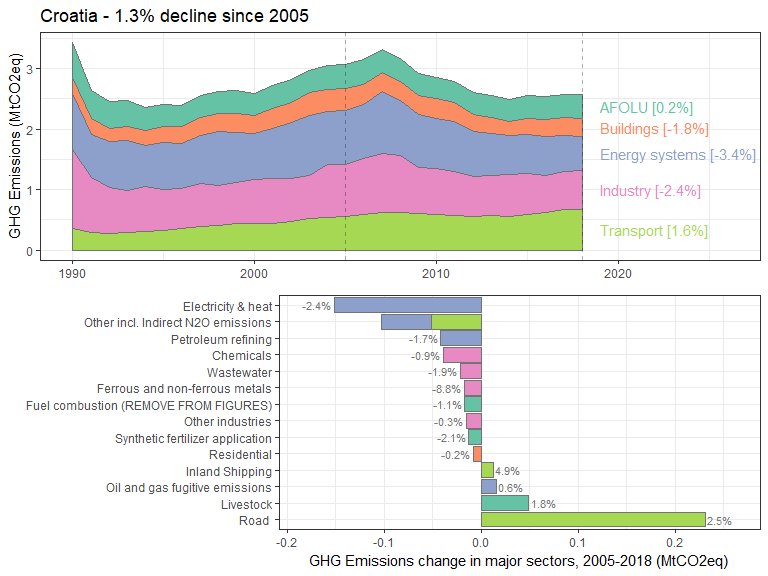 Croatia - 1.3% decline since 2005
GHG Emissions (MtCO2eq)
3
2
1
0
AFOLU [0.2%]
Buildings [-1.8%]
Energy systems [-3.4%]
Industry [-2.4%]
Transport [1.6%]
1990
2000
2010
2020
Electricity & heat
-2.4%
Other incl. Indirect N2O emissions
Petroleum refining
-1.7%
Chemicals
-0.9%
Wastewater
-1.9%
Ferrous and non-ferrous metals
-8.8%
Fuel combustion (REMOVE FROM FIGURES)
-1.1%
Other industries
-0.3%
Synthetic fertilizer application
-2.1%
Residential
-0.2%
Inland Shipping
4.9%
Oil and gas fugitive emissions
0.6%
Livestock
1.8%
Road
2.5%
-0.2
-0.1
0.0
0.1
0.2
GHG Emissions change in major sectors, 2005-2018 (MtCO2eq)